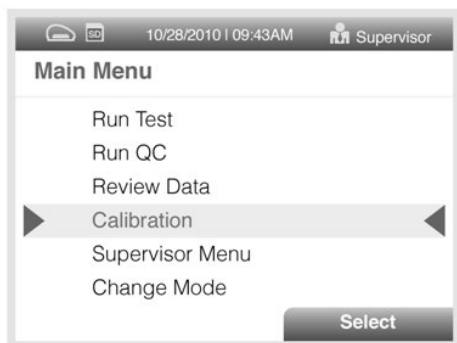 SD 10/28/2010 | 09:43AM Supervisor
Main Menu
Run Test
Run QC
Review Data
Calibration
Supervisor Menu
Change Mode
Select